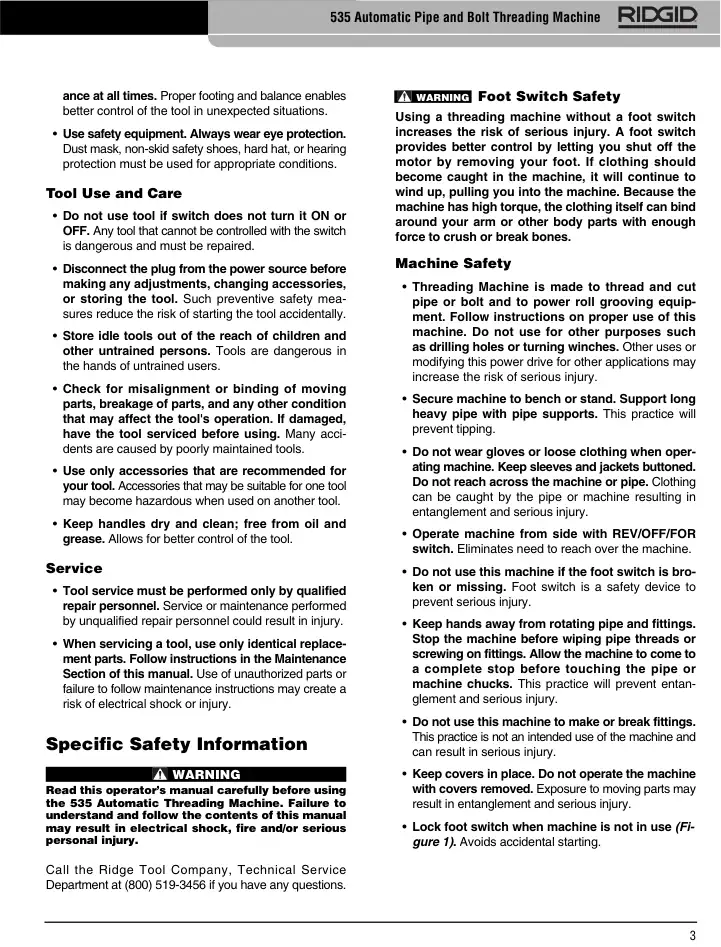 535 Automatic Pipe and Bolt Threading Machine
RIDGID
ance at all times. Proper footing and balance enables
better control of the tool in unexpected situations.
• Use safety equipment. Always wear eye protection.
Dust mask, non-skid safety shoes, hard hat, or hearing
protection must be used for appropriate conditions.
Tool Use and Care
• Do not use tool if switch does not turn it ON or
OFF. Any tool that cannot be controlled with the switch
is dangerous and must be repaired.
• Disconnect the plug from the power source before
making any adjustments, changing accessories,
or storing the tool. Such preventive safety mea-
sures reduce the risk of starting the tool accidentally.
• Store idle tools out of the reach of children and
other untrained persons. Tools are dangerous in
the hands of untrained users.
• Check for misalignment or binding of moving
parts, breakage of parts, and any other condition
that may affect the tool's operation. If damaged,
have the tool serviced before using. Many acci-
dents are caused by poorly maintained tools.
• Use only accessories that are recommended for
your tool. Accessories that may be suitable for one tool
may become hazardous when used on another tool.
• Keep handles dry and clean; free from oil and
grease. Allows for better control of the tool.
Service
• Tool service must be performed only by qualified
repair personnel. Service or maintenance performed
by unqualified repair personnel could result in injury.
• When servicing a tool, use only identical replace-
ment parts. Follow instructions in the Maintenance
Section of this manual. Use of unauthorized parts or
failure to follow maintenance instructions may create a
risk of electrical shock or injury.
Specific Safety Information
WARNING
Read this operator's manual carefully before using
the 535 Automatic Threading Machine. Failure to
understand and follow the contents of this manual
may result in electrical shock, fire and/or serious
personal injury.
Call the Ridge Tool Company, Technical Service
Department at (800) 519-3456 if you have any questions.
WARNING Foot Switch Safety
Using a threading machine without a foot switch
increases the risk of serious injury. A foot switch
provides better control by letting you shut off the
motor by removing your foot. If clothing should
become caught in the machine, it will continue to
wind up, pulling you into the machine. Because the
machine has high torque, the clothing itself can bind
around your arm or other body parts with enough
force to crush or break bones.
Machine Safety
• Threading Machine is made to thread and cut
pipe or bolt and to power roll grooving equip-
ment. Follow instructions on proper use of this
machine. Do not use for other purposes such
as drilling holes or turning winches. Other uses or
modifying this power drive for other applications may
increase the risk of serious injury.
• Secure machine to bench or stand. Support long
heavy pipe with pipe supports. This practice will
prevent tipping.
• Do not wear gloves or loose clothing when oper-
ating machine. Keep sleeves and jackets buttoned.
Do not reach across the machine or pipe. Clothing
can be caught by the pipe or machine resulting in
entanglement and serious injury.
• Operate machine from side with REV/OFF/FOR
switch. Eliminates need to reach over the machine.
• Do not use this machine if the foot switch is bro-
ken or missing. Foot switch is a safety device to
prevent serious injury.
• Keep hands away from rotating pipe and fittings.
Stop the machine before wiping pipe threads or
screwing on fittings. Allow the machine to come to
a complete stop before touching the pipe or
machine chucks. This practice will prevent entan-
glement and serious injury.
• Do not use this machine to make or break fittings.
This practice is not an intended use of the machine and
can result in serious injury.
• Keep covers in place. Do not operate the machine
with covers removed. Exposure to moving parts may
result in entanglement and serious injury.
• Lock foot switch when machine is not in use (Fi-
gure 1). Avoids accidental starting.
3